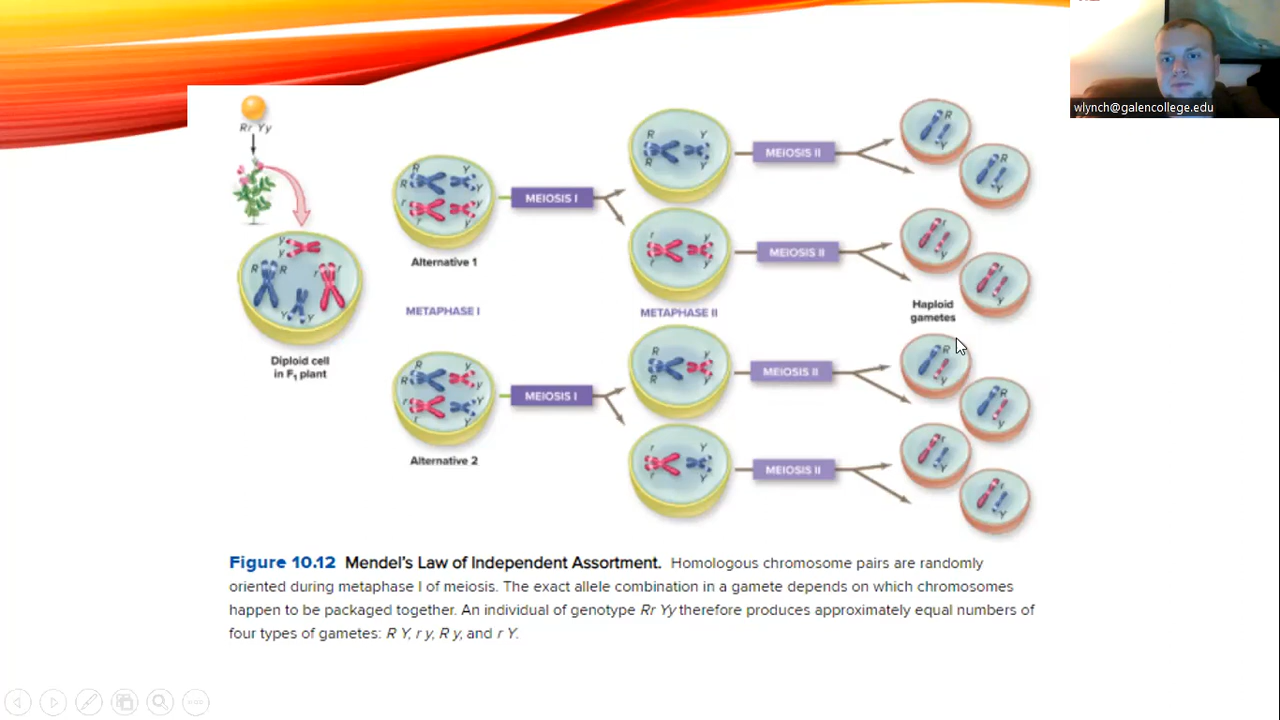 wlynch@galencollege.edu
Rr Yy
R
Y
R
R
MEIOSIS II
R
R
Y
R
Y
r
y
r
y
MEIOSIS I
R
Y
Alternative 1
r
y
r
y
MEIOSIS II
r
y
r
y
y
y
R
R
r
r
Y
Y
Diploid cell
in F₁ plant
METAPHASE I
METAPHASE II
Haploid
gametes
R
y
R
y
R
R
MEIOSIS II
R
y
R
y
r
Y
r
Y
MEIOSIS I
Alternative 2
r
Y
r
Y
MEIOSIS II
r
Y
r
Y
Figure 10.12 Mendel's Law of Independent Assortment. Homologous chromosome pairs are randomly
oriented during metaphase I of meiosis. The exact allele combination in a gamete depends on which chromosomes
happen to be packaged together. An individual of genotype Rr Yy therefore produces approximately equal numbers of
four types of gametes: R Y, r y, R y, and r Y.